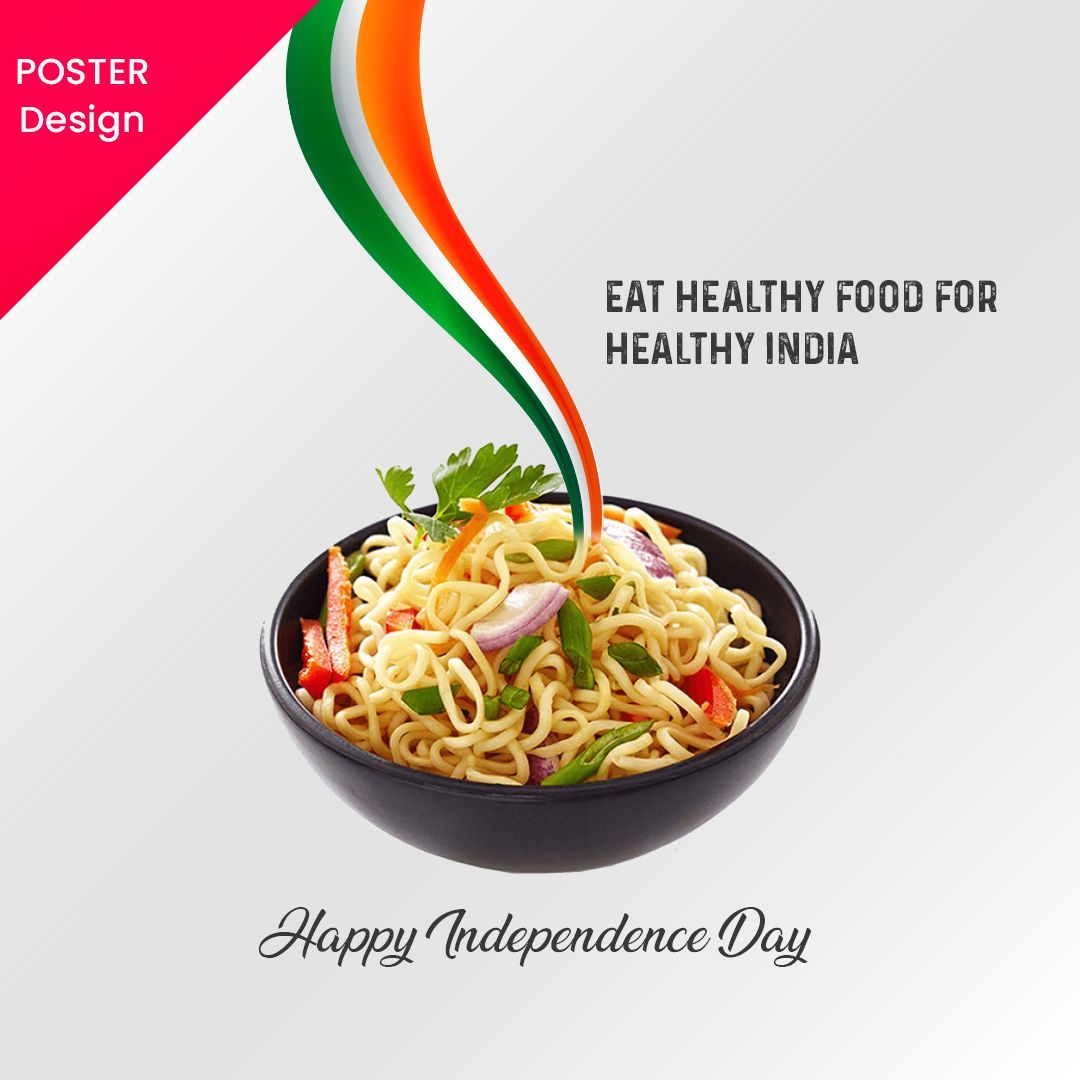 POSTER
Design
EAT HEALTHY FOOD FOR
HEALTHY INDIA
Happy Independence Day